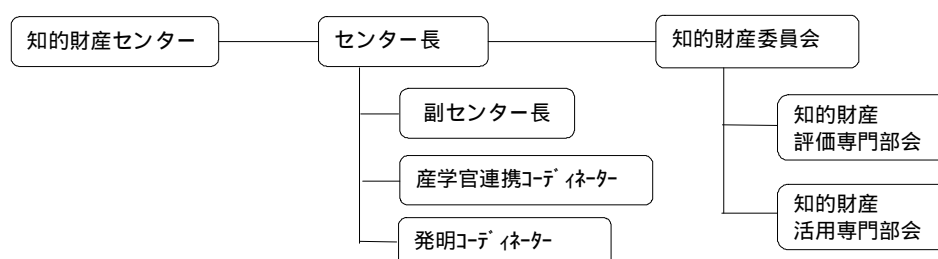 知的財産センター
センター長
知的財産委員会
副センター長
産学官連携ｺｰﾃﾞｨﾈｰﾀｰ
発明ｺｰﾃﾞｨﾈｰﾀｰ
知的財産
評価専門部会
知的財産
活用専門部会